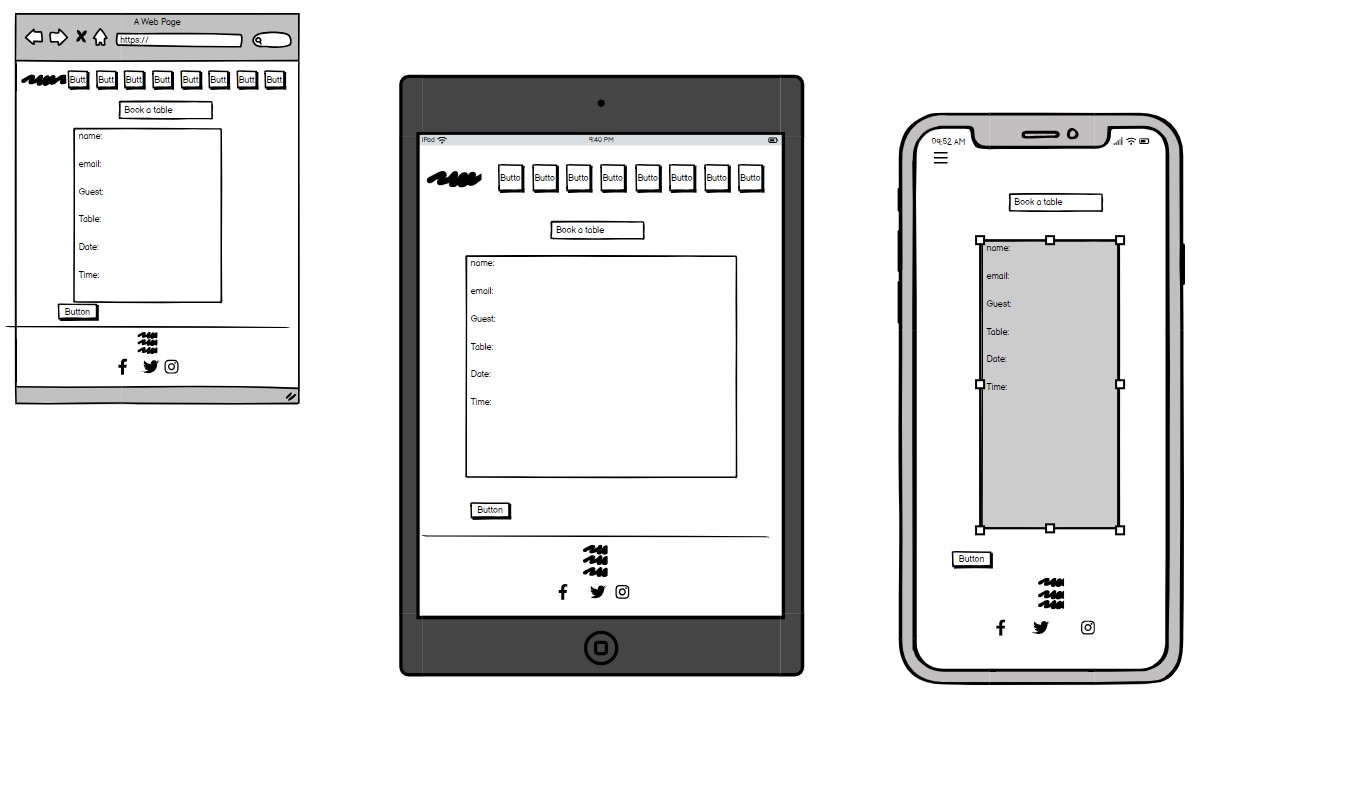 A Web Page
https://
Butt Butt Butt Butt Butt Butt Butt Butt
Book a table
name:
email:
Guest:
Table:
Date:
Time:
Button
iPad 9:40 PM
Butto Butto Butto Butto Butto Butto Butto Butto
Book a table
name:
email:
Guest:
Table:
Date:
Time:
Button
09:52 AM
Book a table
name:
email:
Guest:
Table:
Date:
Time:
Button